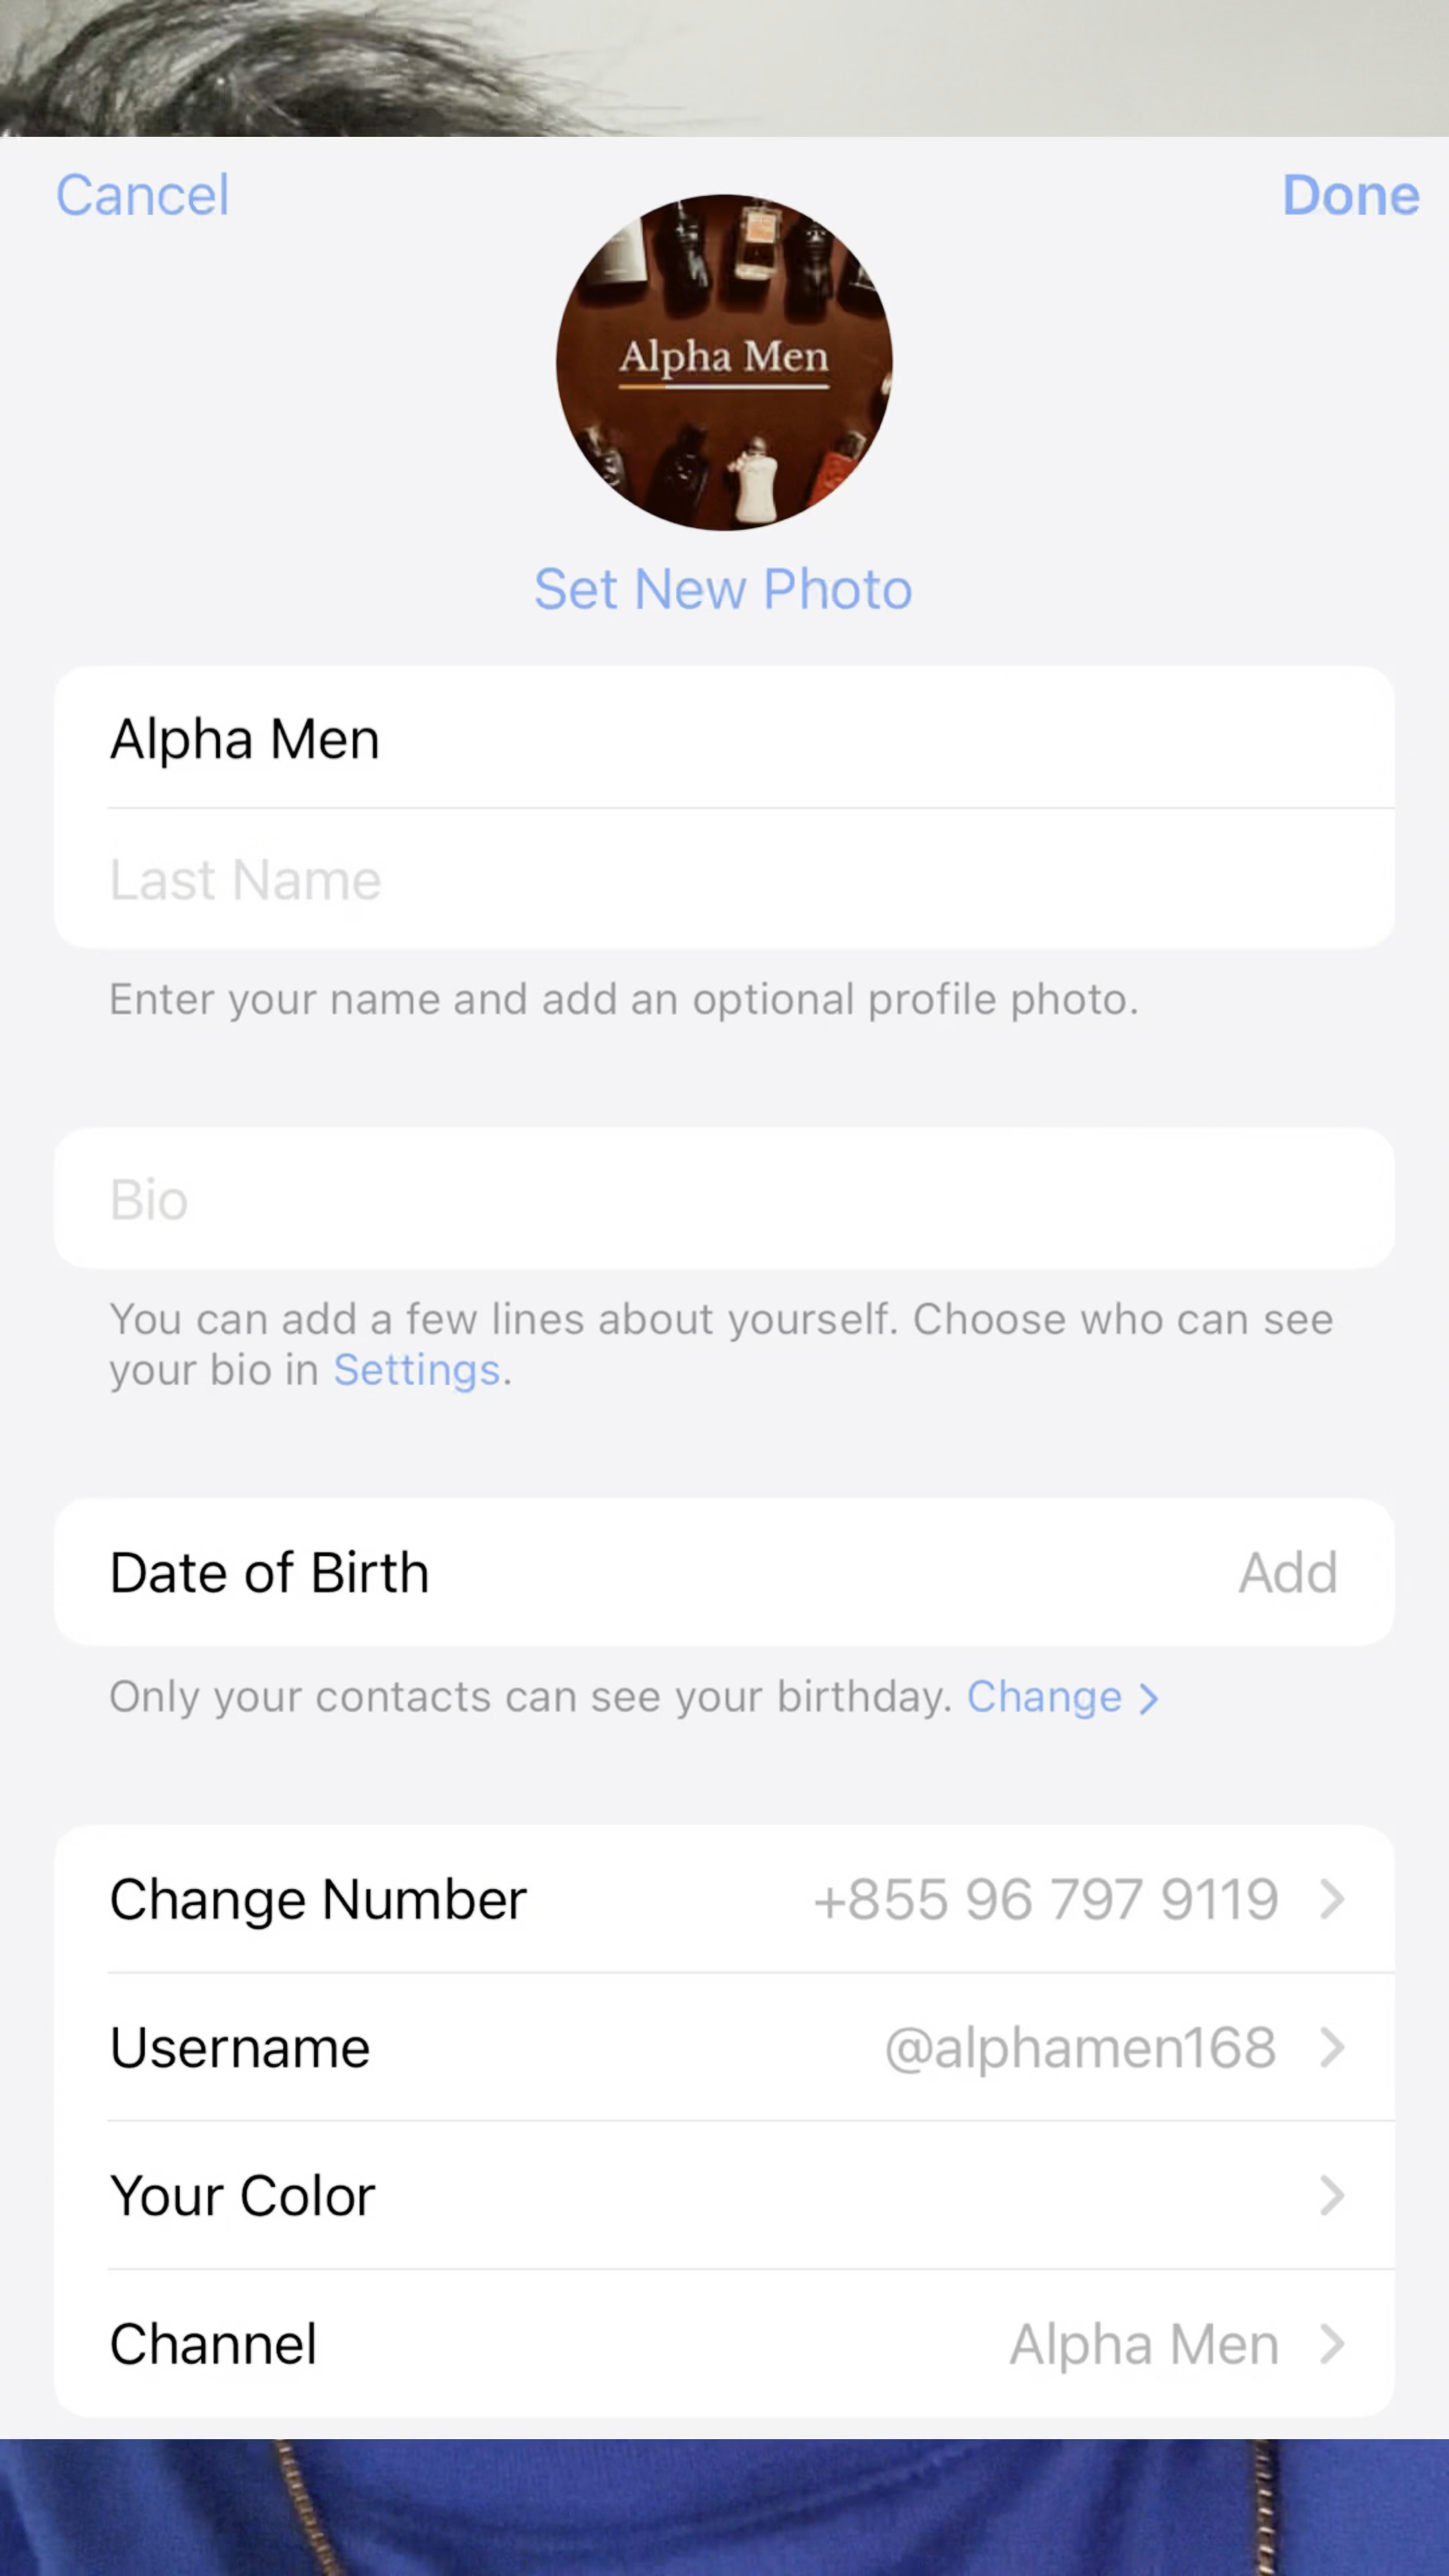 Cancel
Done
Alpha Men
Set New Photo
Alpha Men
Last Name
Enter your name and add an optional profile photo.
Bio
You can add a few lines about yourself. Choose who can see
your bio in Settings.
Date of Birth
Add
Only your contacts can see your birthday. Change >
Change Number
+855 96 797 9119
Username
@alphamen168
Your Color
Channel
Alpha Men